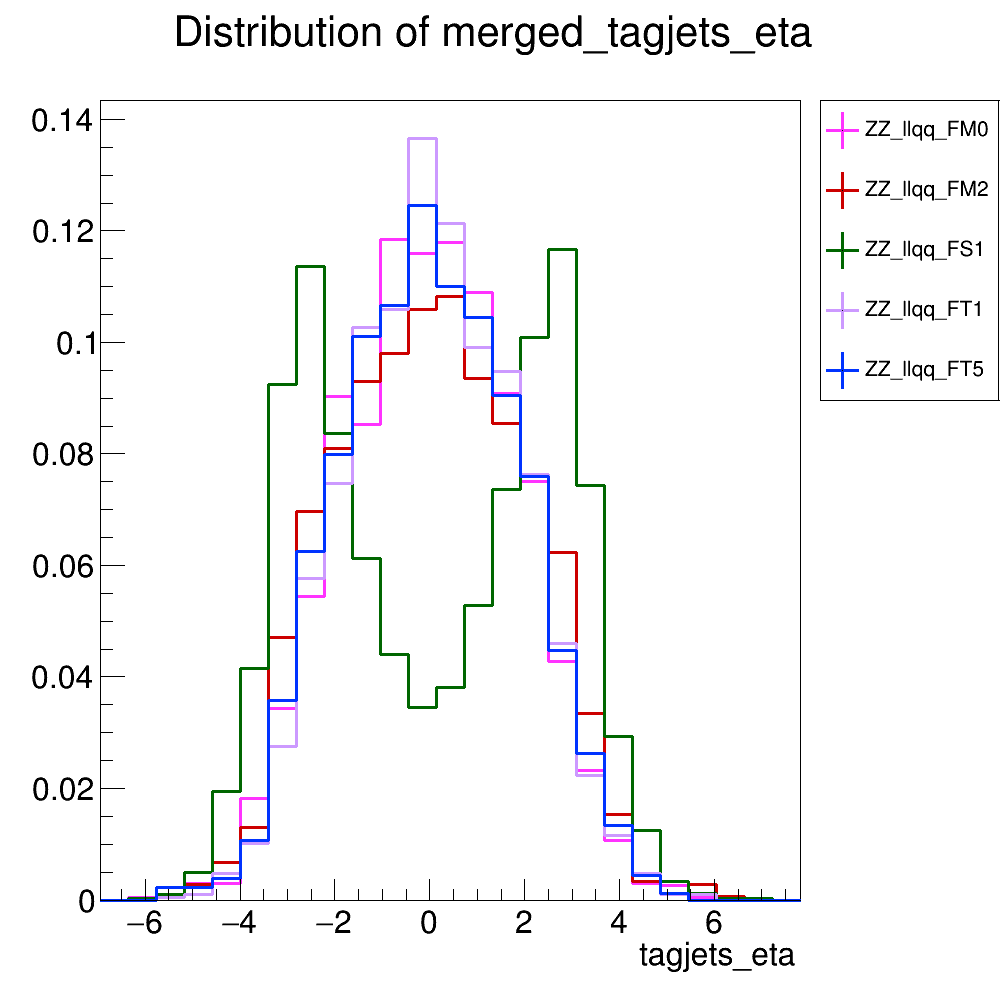 Distribution of merged_tagjets_eta
0.14
0.12
0.1
0.08
0.06
0.04
0.02
0
−6
−4
−2
0
2
4
6
tagjets_eta
ZZ_llqq_FM0
ZZ_llqq_FM2
ZZ_llqq_FS1
ZZ_llqq_FT1
ZZ_llqq_FT5